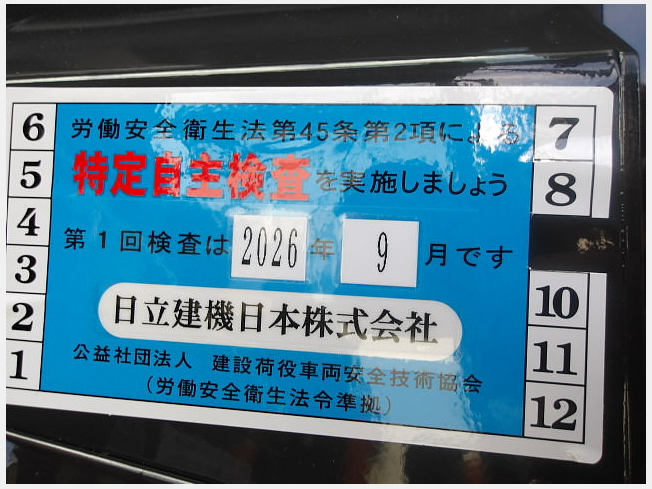 労働安全衛生法第45条第2項による
特定自主検査を実施しましょう
第1回検査は2026年9月です
日立建機日本株式会社
公益社団法人 建設荷役車両安全技術協会
(労働安全衛生法令準拠)
6
5
4
3
2
1
7
8
10
11
12